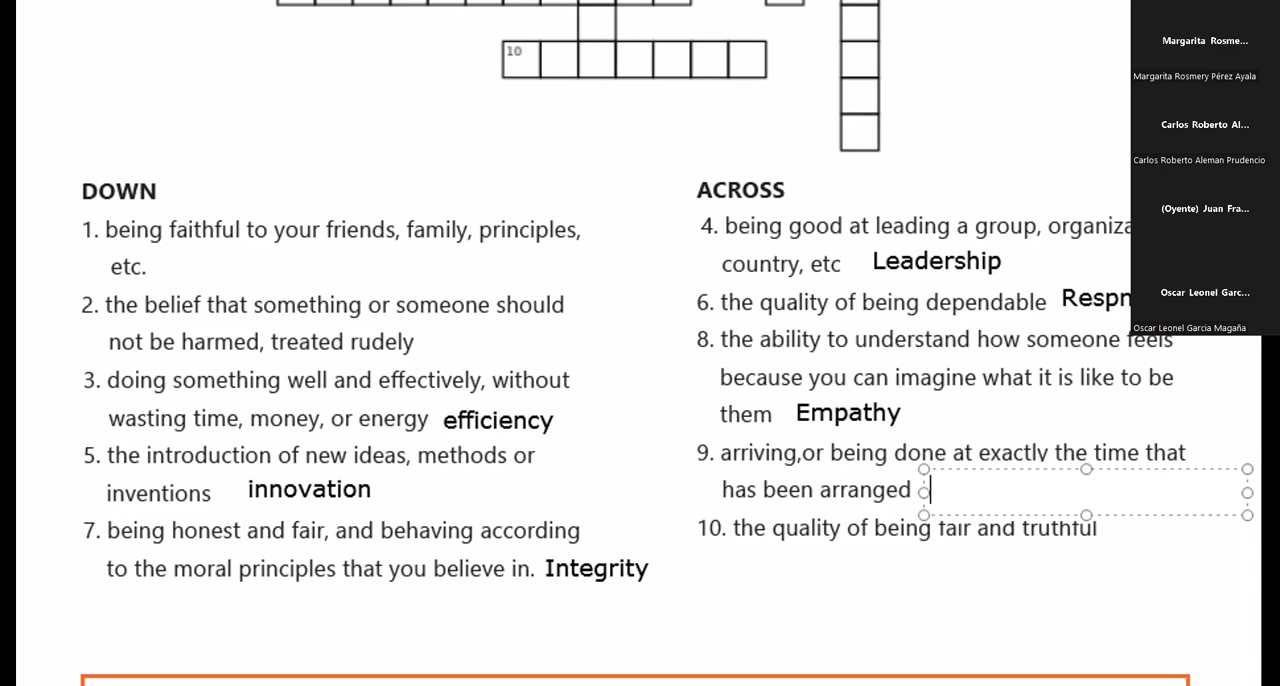 10
DOWN
1. being faithful to your friends, family, principles,
etc.
2. the belief that something or someone should
not be harmed, treated rudely
3. doing something well and effectively, without
wasting time, money, or energy efficiency
5. the introduction of new ideas, methods or
inventions innovation
7. being honest and fair, and behaving according
to the moral principles that you believe in. Integrity
ACROSS
4. being good at leading a group, organiza
country, etc Leadership
6. the quality of being dependable Respn
8. the ability to understand how someone feels
because you can imagine what it is like to be
them Empathy
9. arriving,or being done at exactly the time that
has been arranged
10. the quality of being fair and truthful
Margarita Rosme...
Margarita Rosmery Pérez Ayala
Carlos Roberto Al...
Carlos Roberto Aleman Prudencio
(Oyente) Juan Fra...
Oscar Leonel Garc...
Oscar Leonel Garcia Magaña